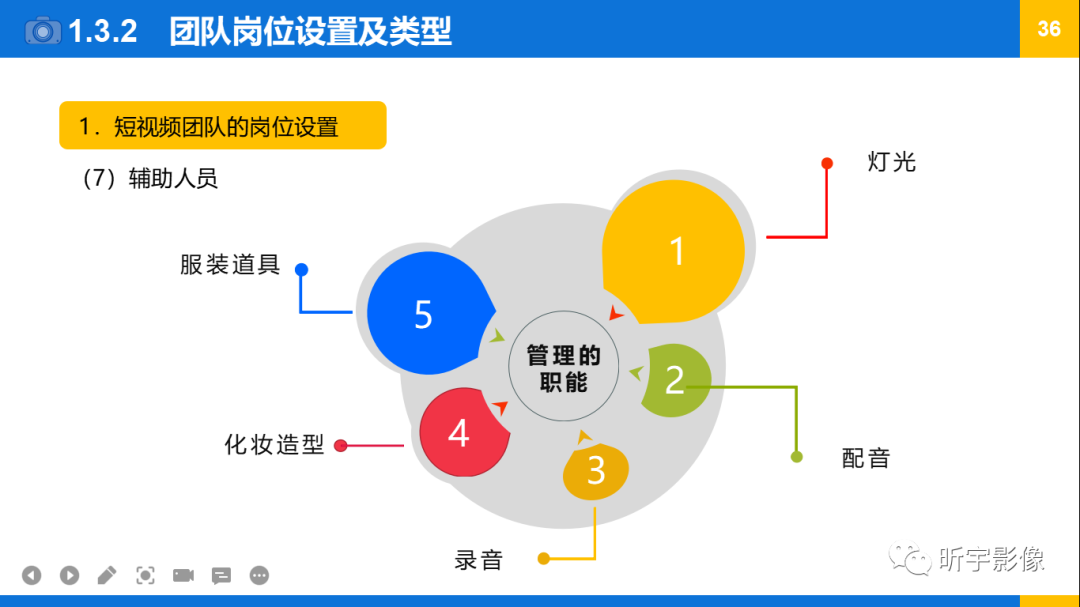 1.3.2 团队岗位设置及类型
36
1．短视频团队的岗位设置
（7）辅助人员
灯光
服装道具
1
5
管理的
职能
2
4
化妆造型
3
配音
录音
昕宇影像